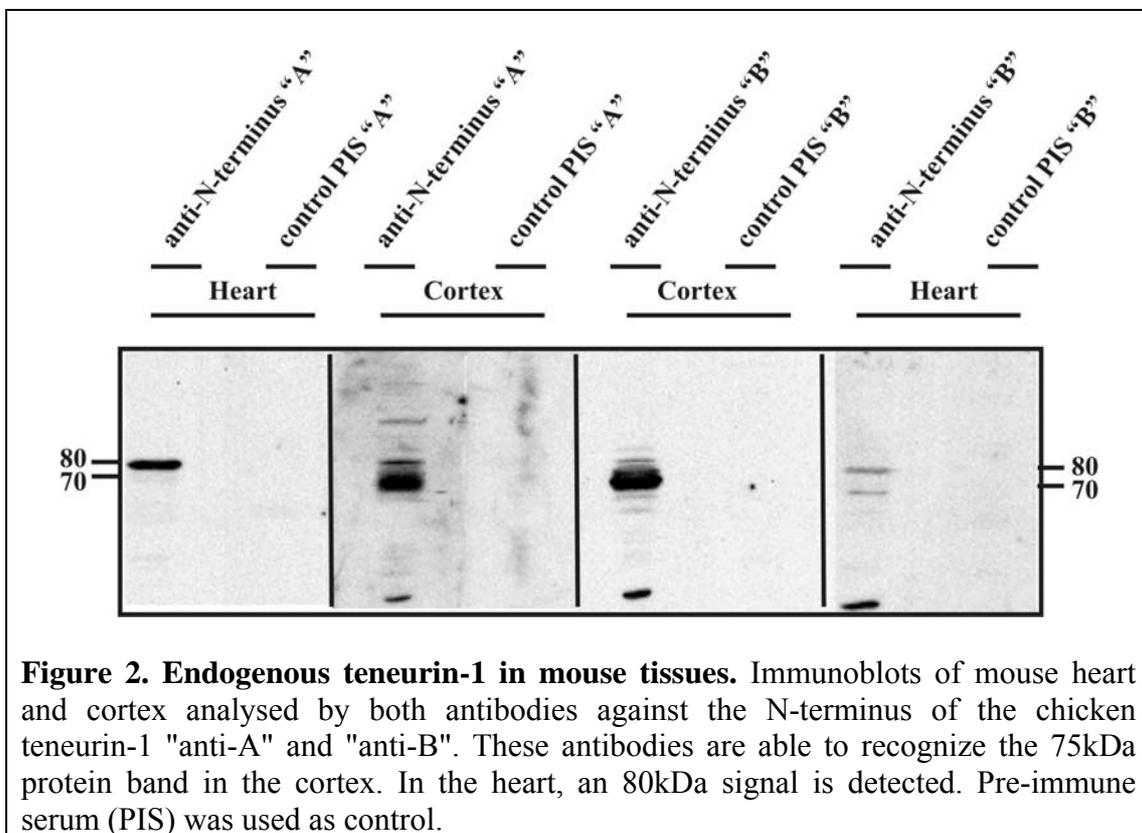 anti-N-terminus "A"
control PIS "A"
anti-N-terminus "A"
control PIS "A"
anti-N-terminus "B"
control PIS "B"
anti-N-terminus "B"
control PIS "B"
Heart
Cortex
Cortex
Heart
80
70
80
70
Figure 2. Endogenous teneurin-1 in mouse tissues. Immunoblots of mouse heart
and cortex analysed by both antibodies against the N-terminus of the chicken
teneurin-1 "anti-A" and "anti-B". These antibodies are able to recognize the 75kDa
protein band in the cortex. In the heart, an 80kDa signal is detected. Pre-immune
serum (PIS) was used as control.